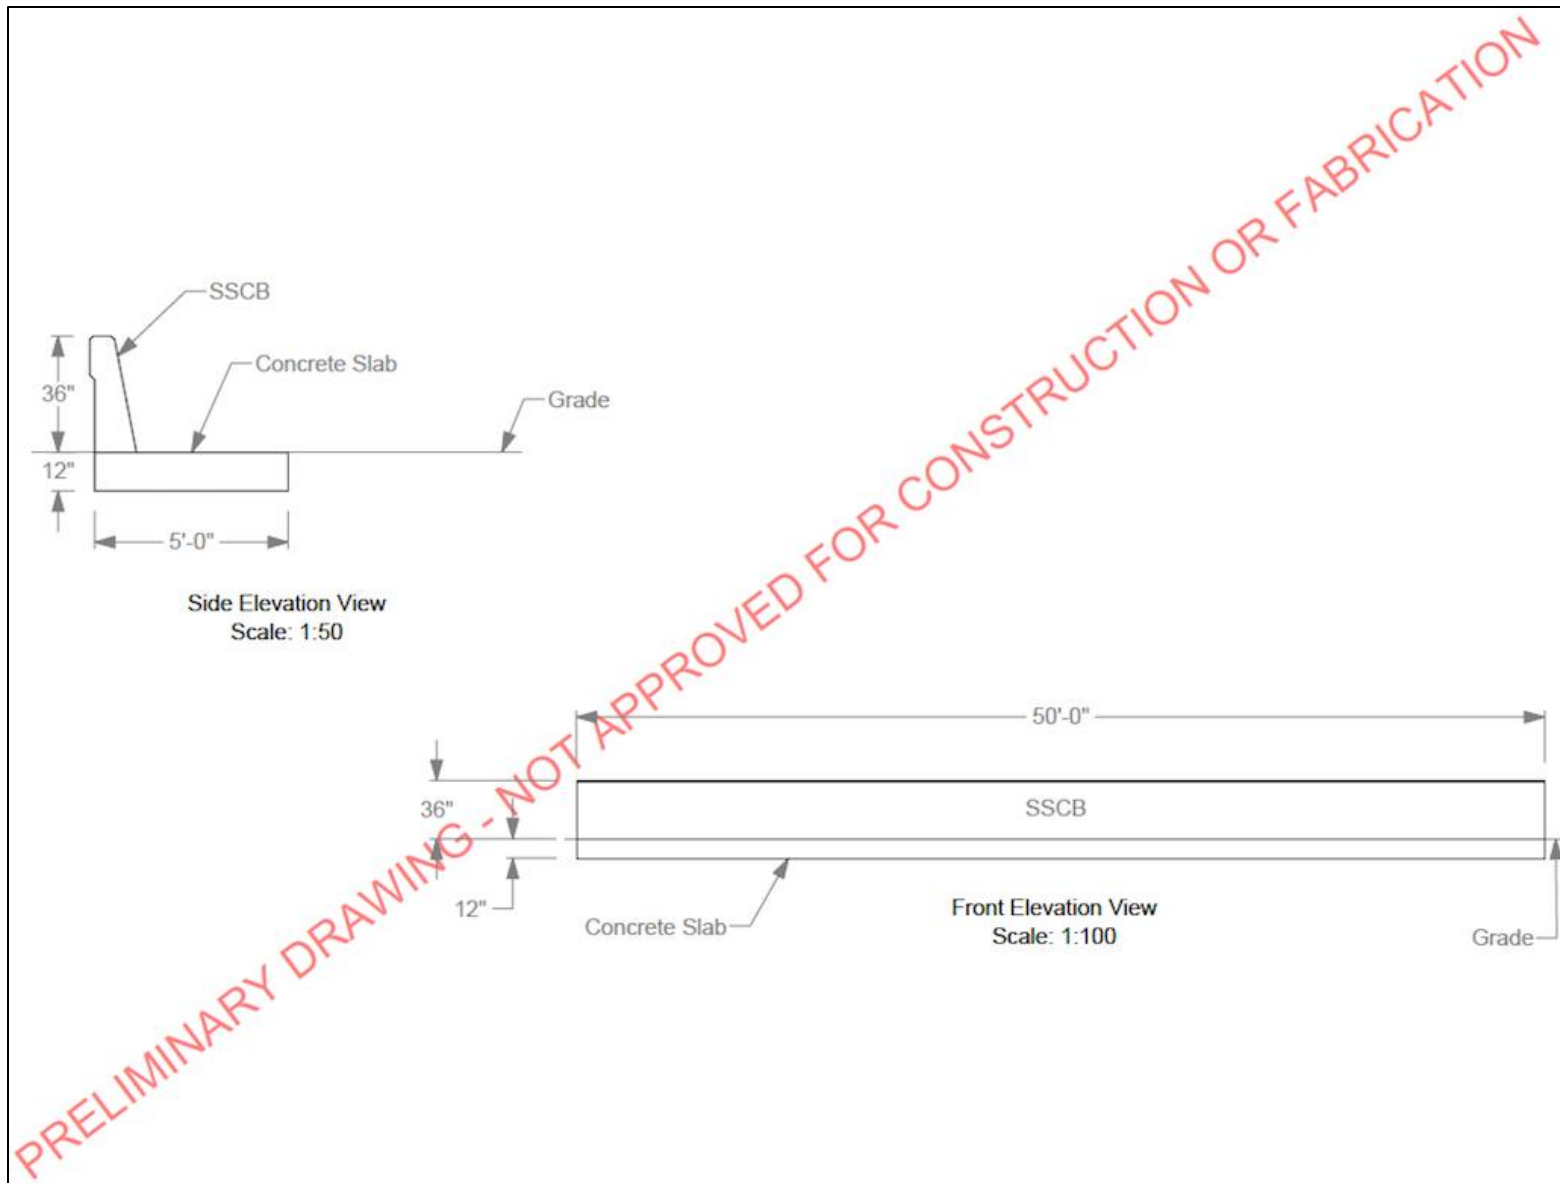 PRELIMINARY DRAWING - NOT APPROVED FOR CONSTRUCTION OR FABRICATION
SSCB
Concrete Slab
Grade
36"
12"
5'-0"
Side Elevation View
Scale: 1:50
50'-0"
36"
SSCB
12"
Concrete Slab
Front Elevation View
Scale: 1:100
Grade